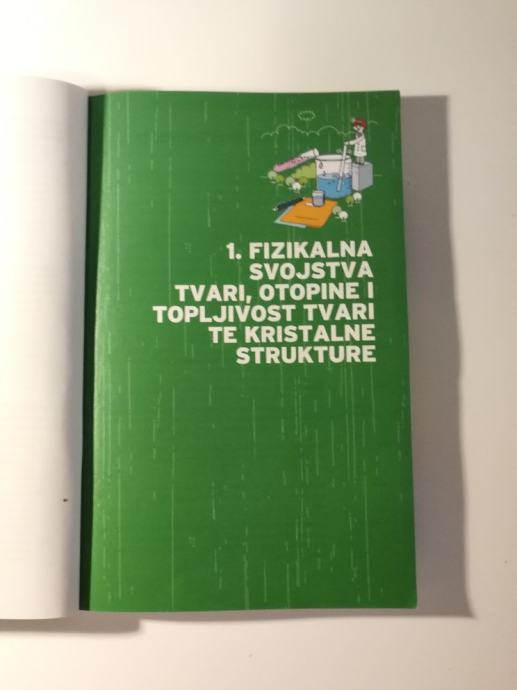 1. FIZIKALNA
SVOJSTVA
TVARI, OTOPINE I
TOPLJIVOST TVARI
TE KRISTALNE
STRUKTURE